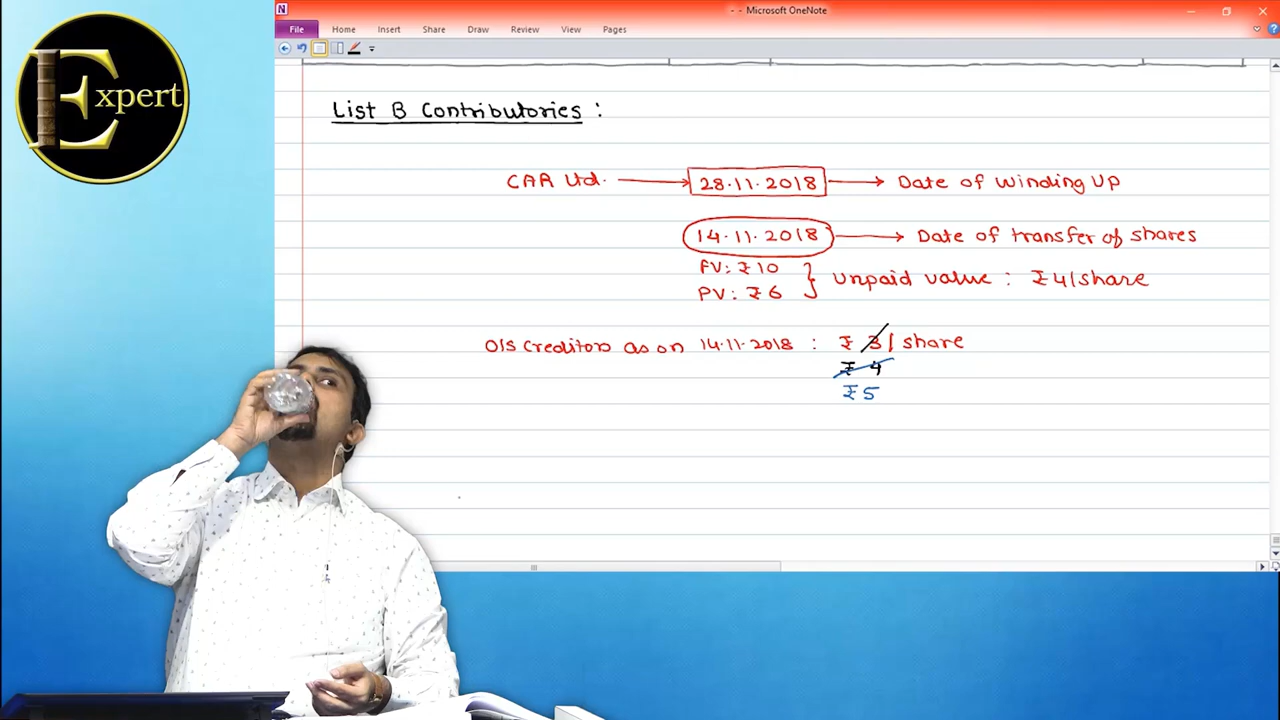 Expert
- - Microsoft OneNote
File Home Insert Share Draw Review View Pages
List B Contributories :
CAR Ltd. → 28.11.2018 → Date of Winding UP
14.11.2018 → Date of transfer of shares
FV: ₹10
PV: ₹6
} Unpaid value : ₹4/share
O/S Creditors as on 14.11.2018 : ₹ 3/ share
₹ 4
₹5